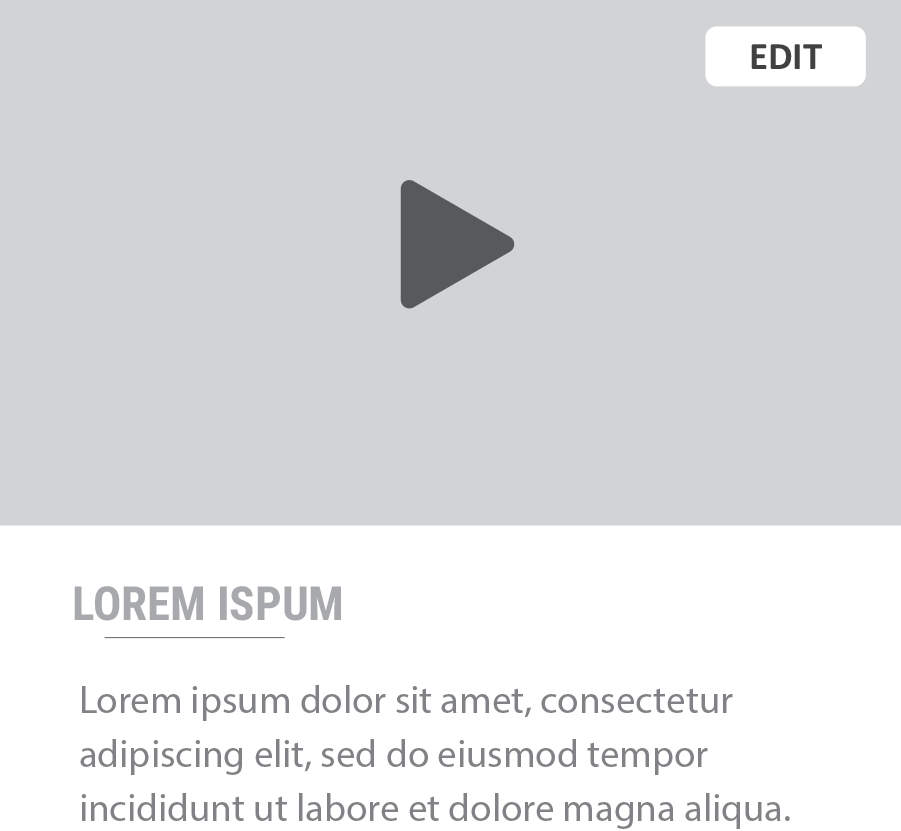 EDIT
LOREM ISPUM
Lorem ipsum dolor sit amet, consectetur
adipiscing elit, sed do eiusmod tempor
incididunt ut labore et dolore magna aliqua.